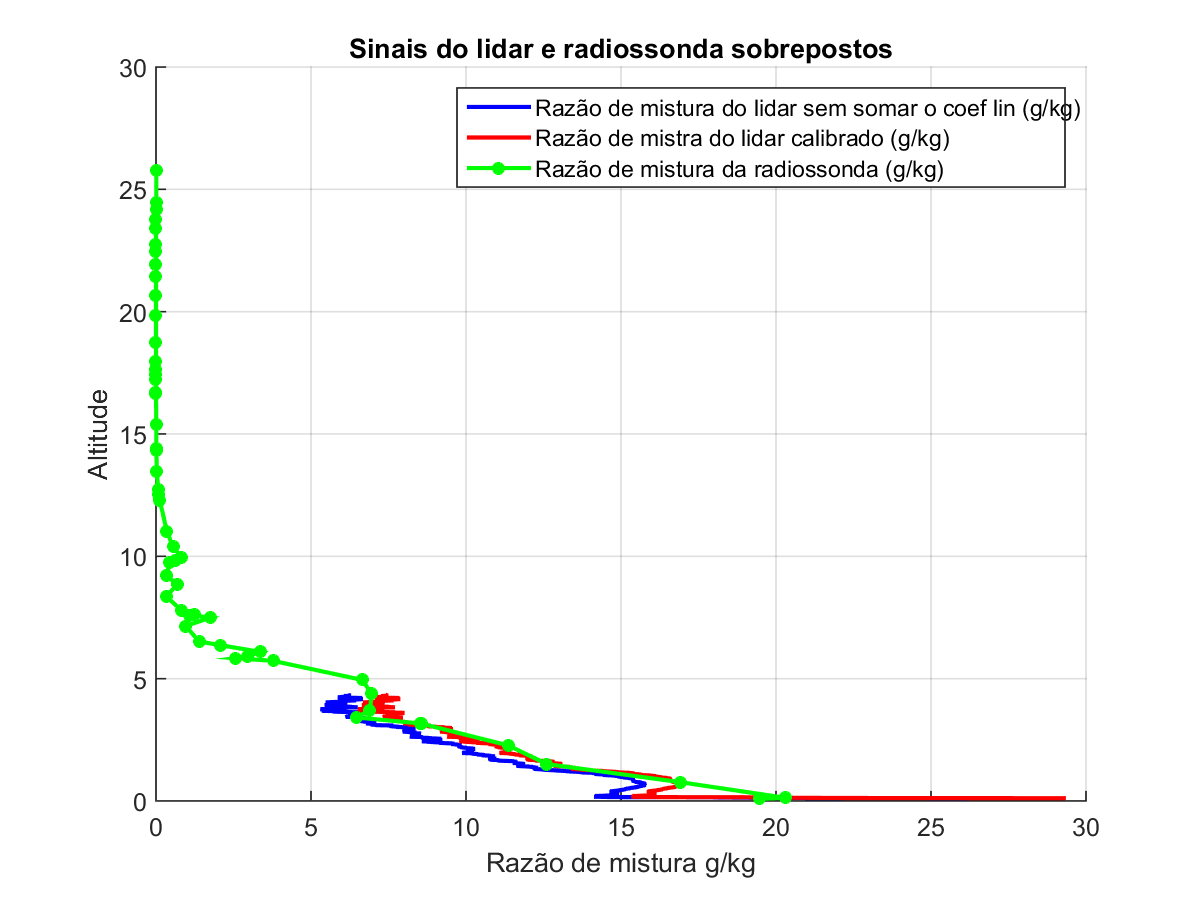 Sinais do lidar e radiossonda sobrepostos
Razão de mistura do lidar sem somar o coef lin (g/kg)
Razão de mistra do lidar calibrado (g/kg)
Razão de mistura da radiossonda (g/kg)
30
25
20
15
10
5
0
Altitude
0 5 10 15 20 25 30
Razão de mistura g/kg